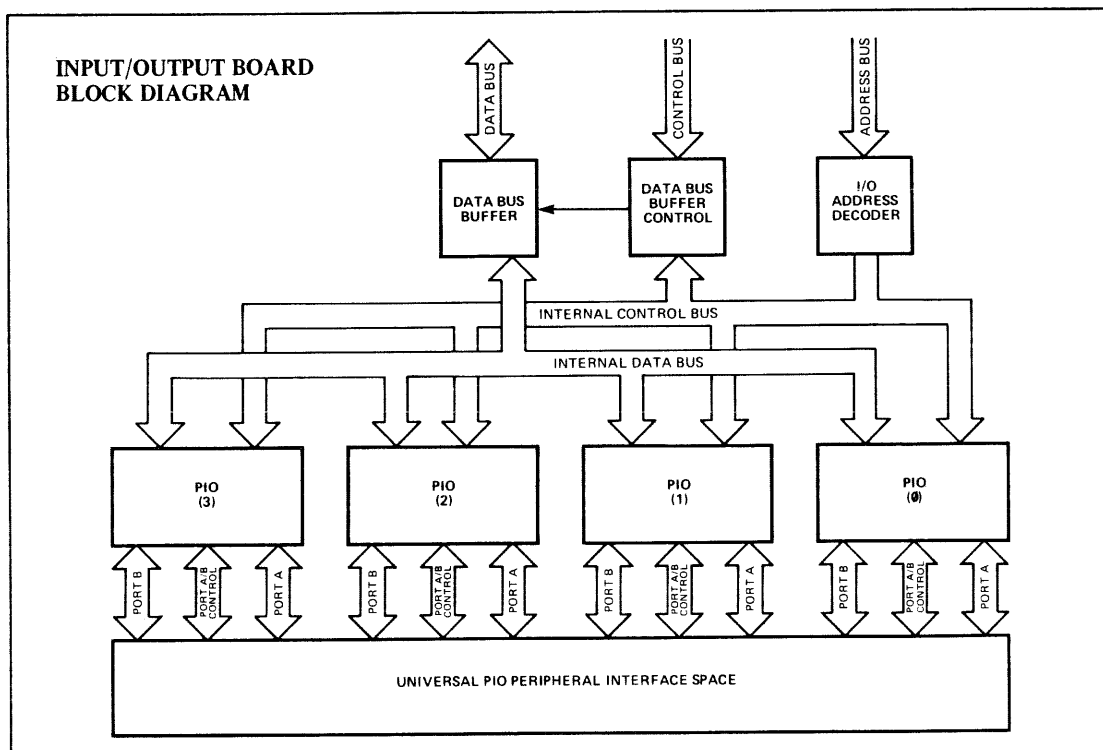 INPUT/OUTPUT BOARD
BLOCK DIAGRAM
DATA BUS
CONTROL BUS
ADDRESS BUS
DATA BUS
BUFFER
DATA BUS
BUFFER
CONTROL
I/O
ADDRESS
DECODER
INTERNAL CONTROL BUS
INTERNAL DATA BUS
PIO
(3)
PIO
(2)
PIO
(1)
PIO
(0)
PORT B
PORT A/B
CONTROL
PORT A
PORT B
PORT A/B
CONTROL
PORT A
PORT B
PORT A/B
CONTROL
PORT A
PORT B
PORT A/B
CONTROL
PORT A
UNIVERSAL PIO PERIPHERAL INTERFACE SPACE